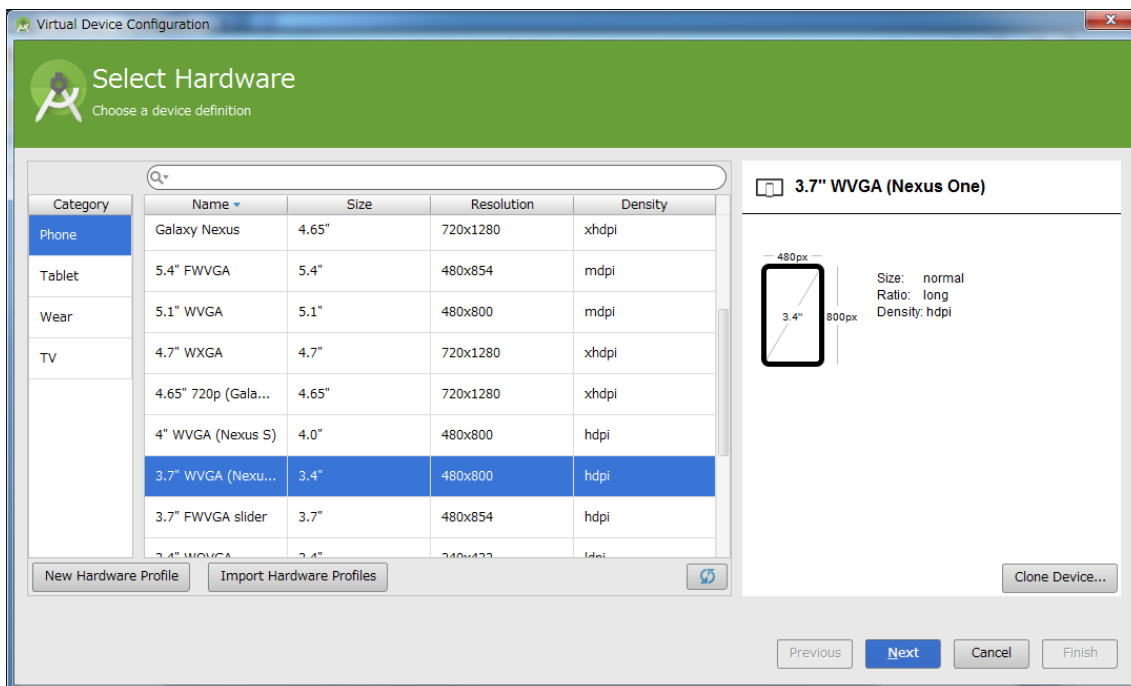 Virtual Device Configuration
Select Hardware
Choose a device definition
Category
Phone
Tablet
Wear
TV
Name Size Resolution Density
Galaxy Nexus 4.65" 720x1280 xhdpi
5.4" FWVGA 5.4" 480x854 mdpi
5.1" WVGA 5.1" 480x800 mdpi
4.7" WXGA 4.7" 720x1280 xhdpi
4.65" 720p (Gala... 4.65" 720x1280 xhdpi
4" WVGA (Nexus S) 4.0" 480x800 hdpi
3.7" WVGA (Nexu... 3.4" 480x800 hdpi
3.7" FWVGA slider 3.7" 480x854 hdpi
New Hardware Profile Import Hardware Profiles
3.7" WVGA (Nexus One)
480px
3.4" 800px
Size: normal
Ratio: long
Density: hdpi
Clone Device...
Previous Next Cancel Finish